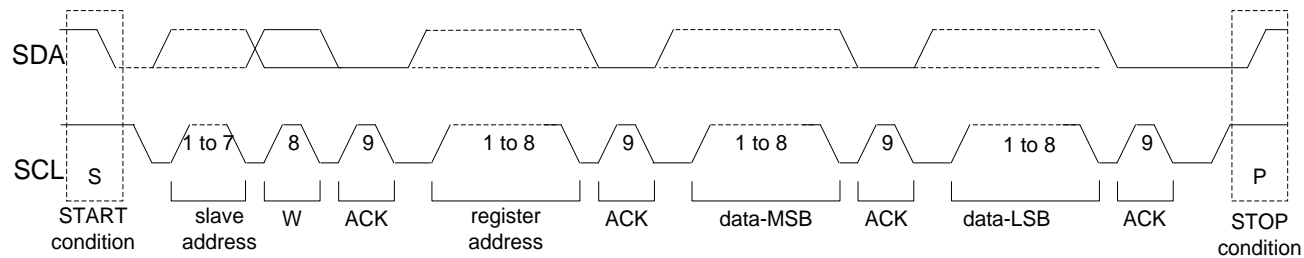 SDA
1 to 7 8 9 1 to 8 9 1 to 8 9 1 to 8 9
SCL S P
START condition
slave address
W
ACK
register address
ACK
data-MSB
ACK
data-LSB
ACK
STOP condition